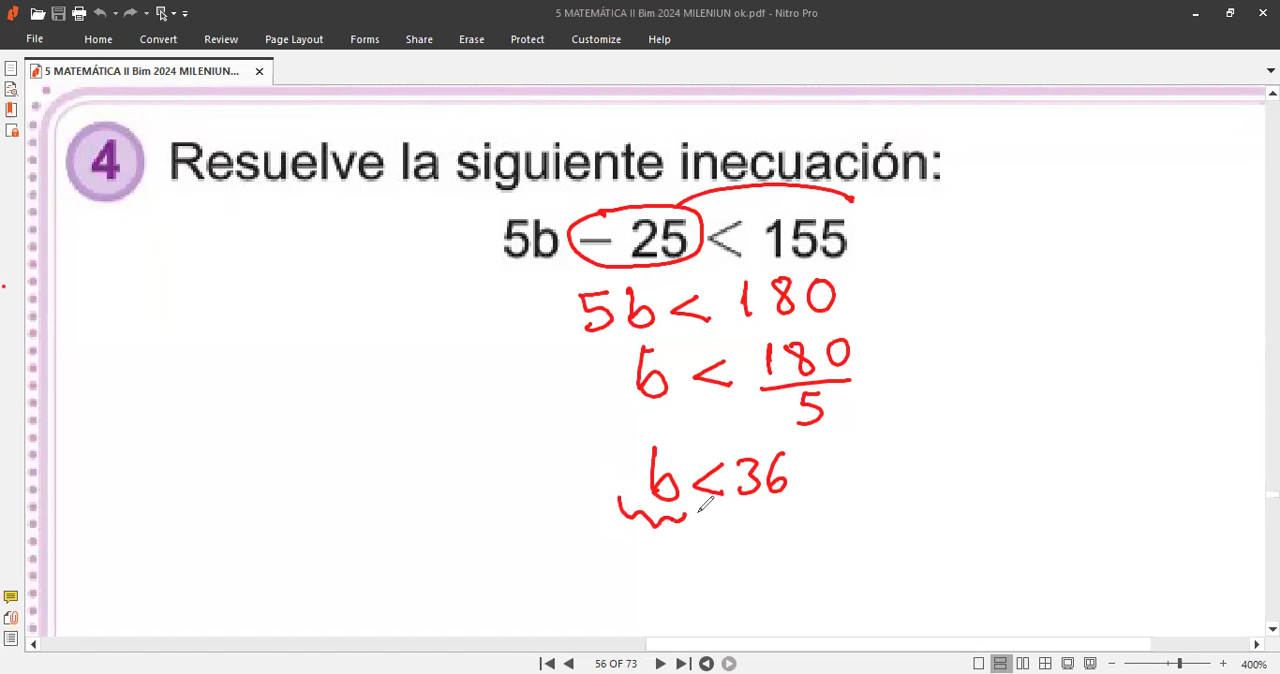 5 MATEMÁTICA II Bim 2024 MILENIUN ok.pdf - Nitro Pro
File Home Convert Review Page Layout Forms Share Erase Protect Customize Help
5 MATEMÁTICA II Bim 2024 MILENIUN...
4 Resuelve la siguiente inecuación:
5b - 25 < 155
5b < 180
b < 180/5
b < 36
56 OF 73
400%